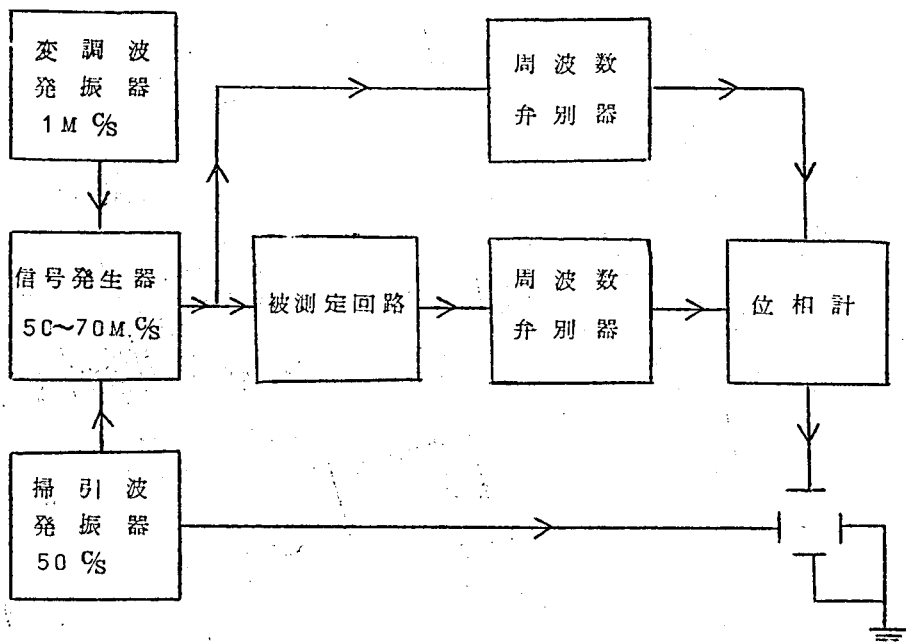 変調波
発振器
1M C/S
周波数
弁別器
信号発生器
50~70M.C/S
被測定回路
周波数
弁別器
位相計
掃引波
発振器
50 C/S